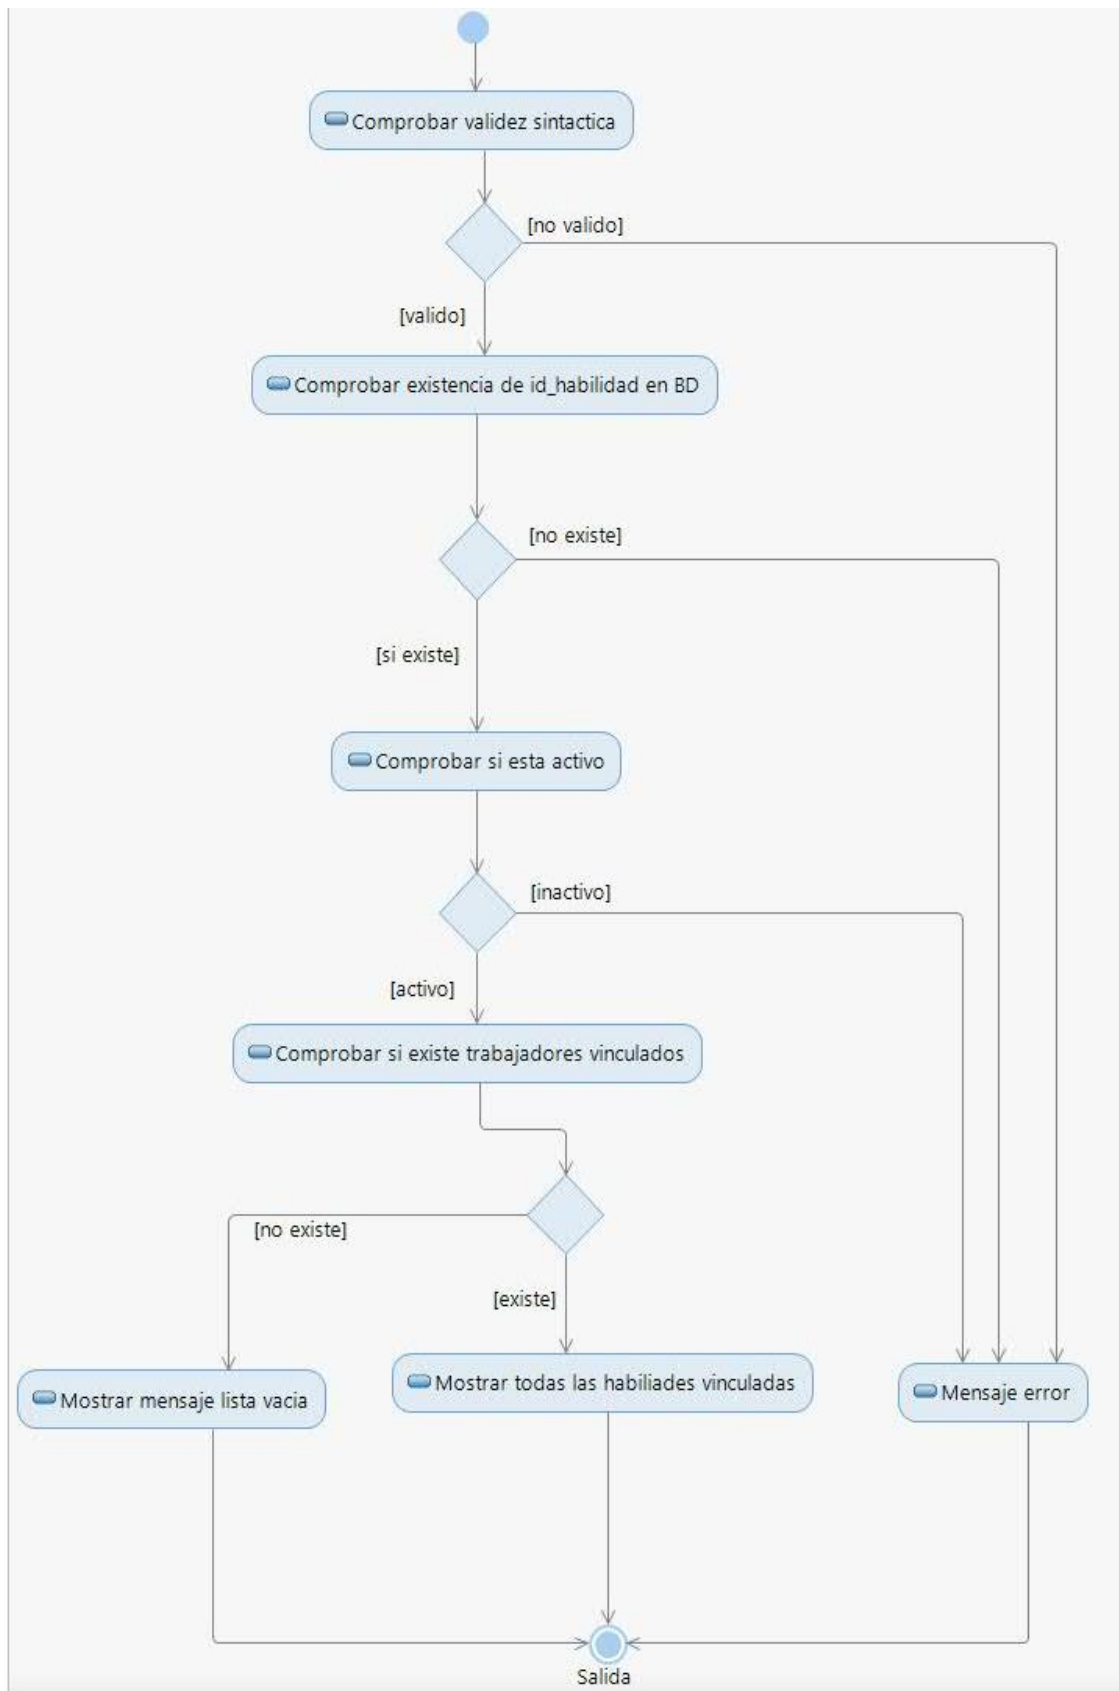 Comprobar validez sintactica
[no valido]
[valido]
Comprobar existencia de id_habilidad en BD
[no existe]
[si existe]
Comprobar si esta activo
[inactivo]
[activo]
Comprobar si existe trabajadores vinculados
[no existe]
[existe]
Mostrar mensaje lista vacia
Mostrar todas las habiliades vinculadas
Mensaje error
Salida